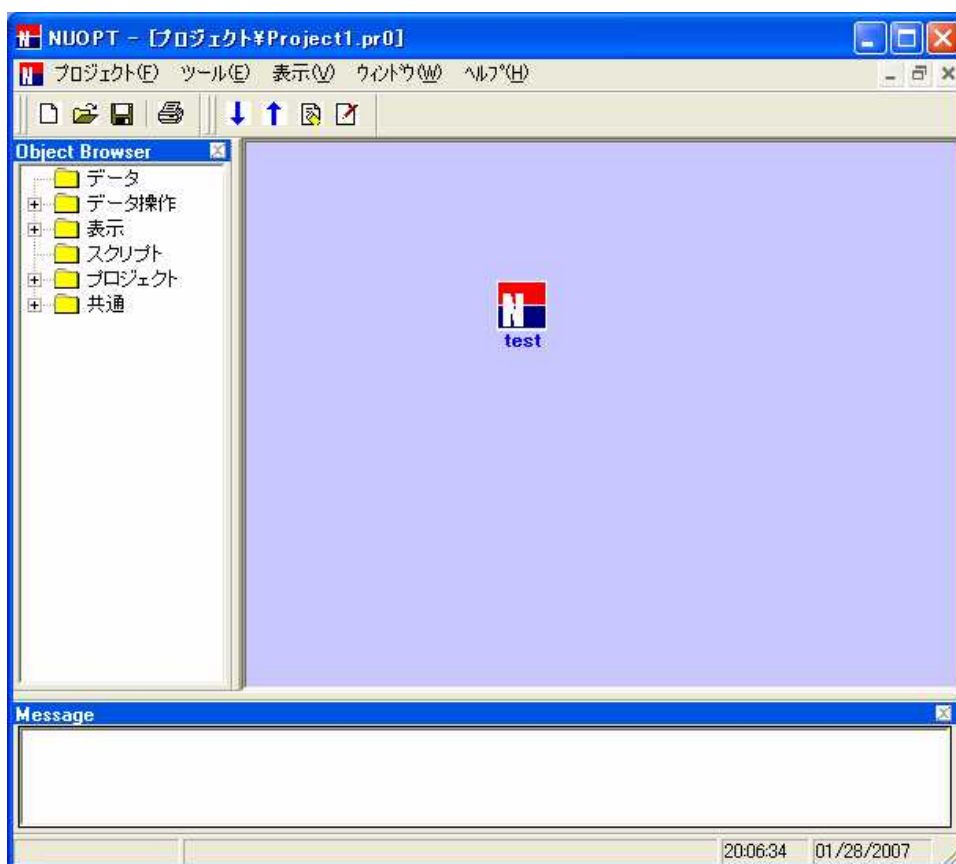 NUOPT - [プロジェクト¥Project1.pr0]
プロジェクト(F) ツール(E) 表示(V) ウィンドウ(W) ヘルプ(H)
Object Browser
データ
データ操作
表示
スクリプト
プロジェクト
共通
N
test
Message
20:06:34 01/28/2007